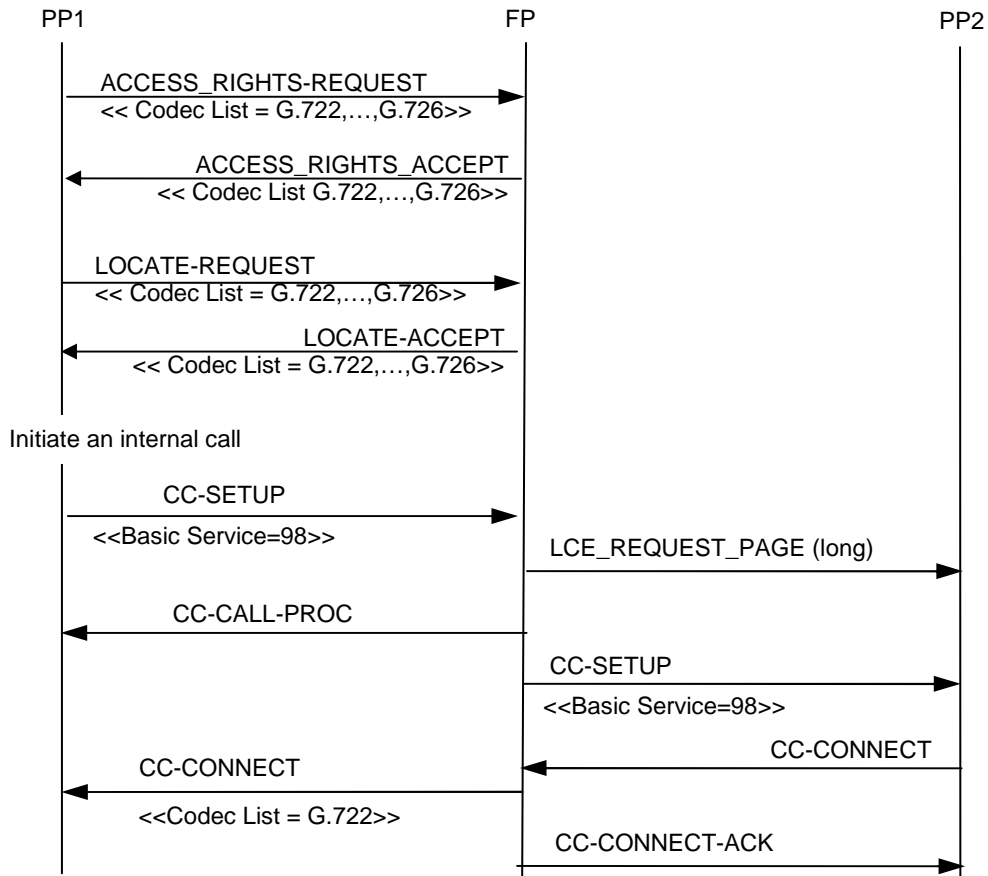 PP1
FP
PP2
ACCESS_RIGHTS-REQUEST
<< Codec List = G.722,…,G.726>>
ACCESS_RIGHTS_ACCEPT
<< Codec List G.722,…,G.726>>
LOCATE-REQUEST
<< Codec List = G.722,…,G.726>>
LOCATE-ACCEPT
<< Codec List = G.722,…,G.726>>
Initiate an internal call
CC-SETUP
<<Basic Service=98>>
LCE_REQUEST_PAGE (long)
CC-CALL-PROC
CC-SETUP
<<Basic Service=98>>
CC-CONNECT
CC-CONNECT
<<Codec List = G.722>>
CC-CONNECT-ACK